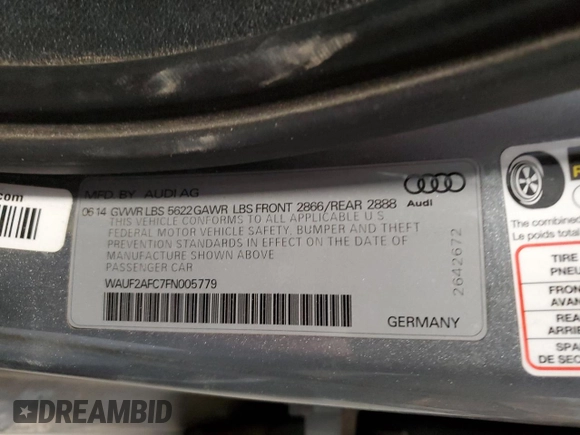 MFD. BY AUDI AG
Audi
0614 GVWR LBS 5622 GAWR LBS FRONT 2866/REAR 2888
THIS VEHICLE CONFORMS TO ALL APPLICABLE U S
FEDERAL MOTOR VEHICLE SAFETY, BUMPER AND THEFT
PREVENTION STANDARDS IN EFFECT ON THE DATE OF
MANUFACTURE SHOWN ABOVE
PASSENGER CAR
WAUF2AFC7FN005779
GERMANY
2642672
.com
The combined
Le poids total
TIRE
FRON
AVAN
REA
ARRIE
SPA
DE SEC
DREAMBID